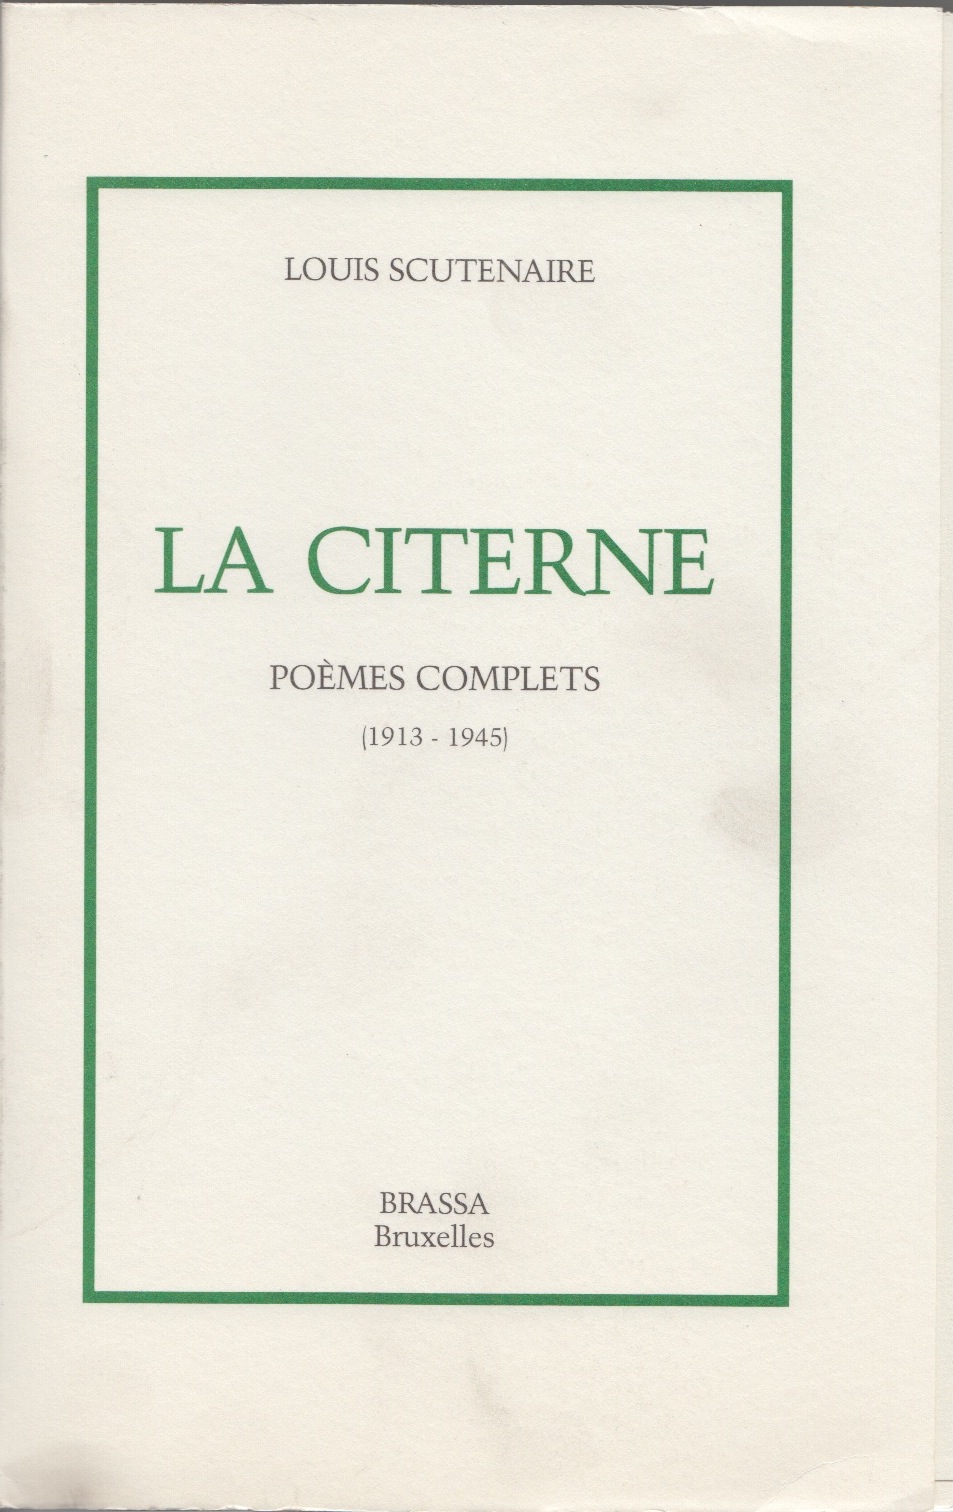 LOUIS SCUTENAIRE
LA CITERNE
POÈMES COMPLETS
(1913 - 1945)
BRASSA
Bruxelles